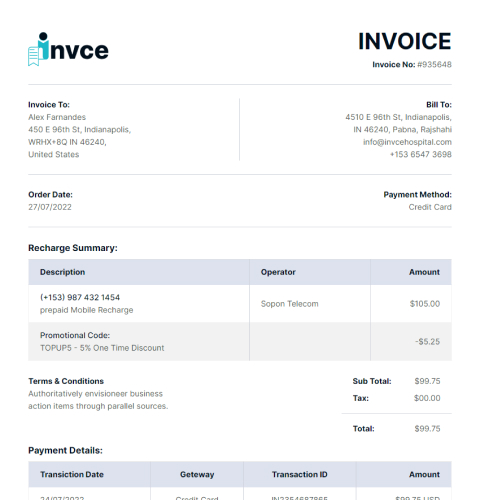 invce
INVOICE
Invoice No: #935648
Invoice To:
Alex Farnandes
450 E 96th St, Indianapolis,
WRHX+8Q IN 46240,
United States
Bill To:
4510 E 96th St, Indianapolis,
IN 46240, Pabna, Rajshahi
info@invcehospital.com
+153 6547 3698
Order Date:
27/07/2022
Payment Method:
Credit Card
Recharge Summary:
Description Operator Amount
(+153) 987 432 1454
prepaid Mobile Recharge
Sopon Telecom
$105.00
Promotional Code:
TOPUP5 - 5% One Time Discount
-$5.25
Terms & Conditions
Authoritatively envisioneer business
action items through parallel sources.
Sub Total: $99.75
Tax: $00.00
Total: $99.75
Payment Details:
Transiction Date Geteway Transaction ID Amount
24/07/2022 Credit Card IN2354687865 $99.75 USD